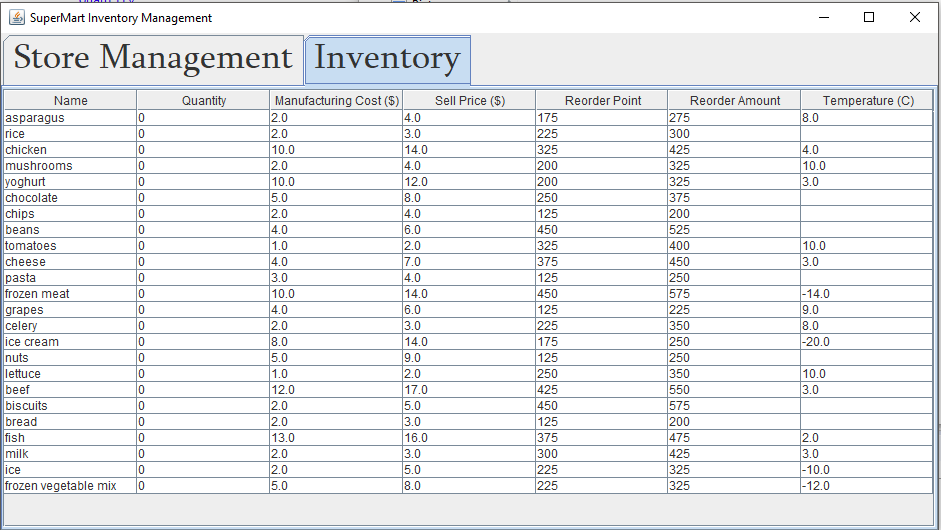 SuperMart Inventory Management
Store Management Inventory
Name Quantity Manufacturing Cost ($) Sell Price ($) Reorder Point Reorder Amount Temperature (C)
asparagus 0 2.0 4.0 175 275 8.0
rice 0 2.0 3.0 225 300
chicken 0 10.0 14.0 325 425 4.0
mushrooms 0 2.0 4.0 200 325 10.0
yoghurt 0 10.0 12.0 200 325 3.0
chocolate 0 5.0 8.0 250 375
chips 0 2.0 4.0 125 200
beans 0 4.0 6.0 450 525
tomatoes 0 1.0 2.0 325 400 10.0
cheese 0 4.0 7.0 375 450 3.0
pasta 0 3.0 4.0 125 250
frozen meat 0 10.0 14.0 450 575 -14.0
grapes 0 4.0 6.0 125 225 9.0
celery 0 2.0 3.0 225 350 8.0
ice cream 0 8.0 14.0 175 250 -20.0
nuts 0 5.0 9.0 125 250
lettuce 0 1.0 2.0 250 350 10.0
beef 0 12.0 17.0 425 550 3.0
biscuits 0 2.0 5.0 450 575
bread 0 2.0 3.0 125 200
fish 0 13.0 16.0 375 475 2.0
milk 0 2.0 3.0 300 425 3.0
ice 0 2.0 5.0 225 325 -10.0
frozen vegetable mix 0 5.0 8.0 225 325 -12.0